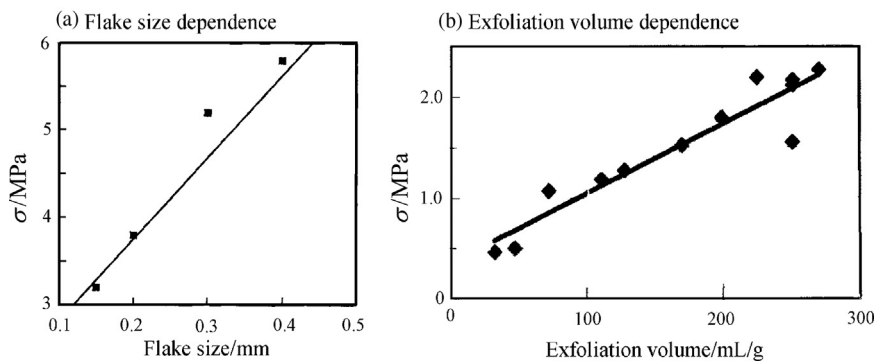 (a) Flake size dependence
6
5
4
3
σ/MPa
0.1 0.2 0.3 0.4 0.5
Flake size/mm
(b) Exfoliation volume dependence
2.0
1.0
0
σ/MPa
0 100 200 300
Exfoliation volume/mL/g